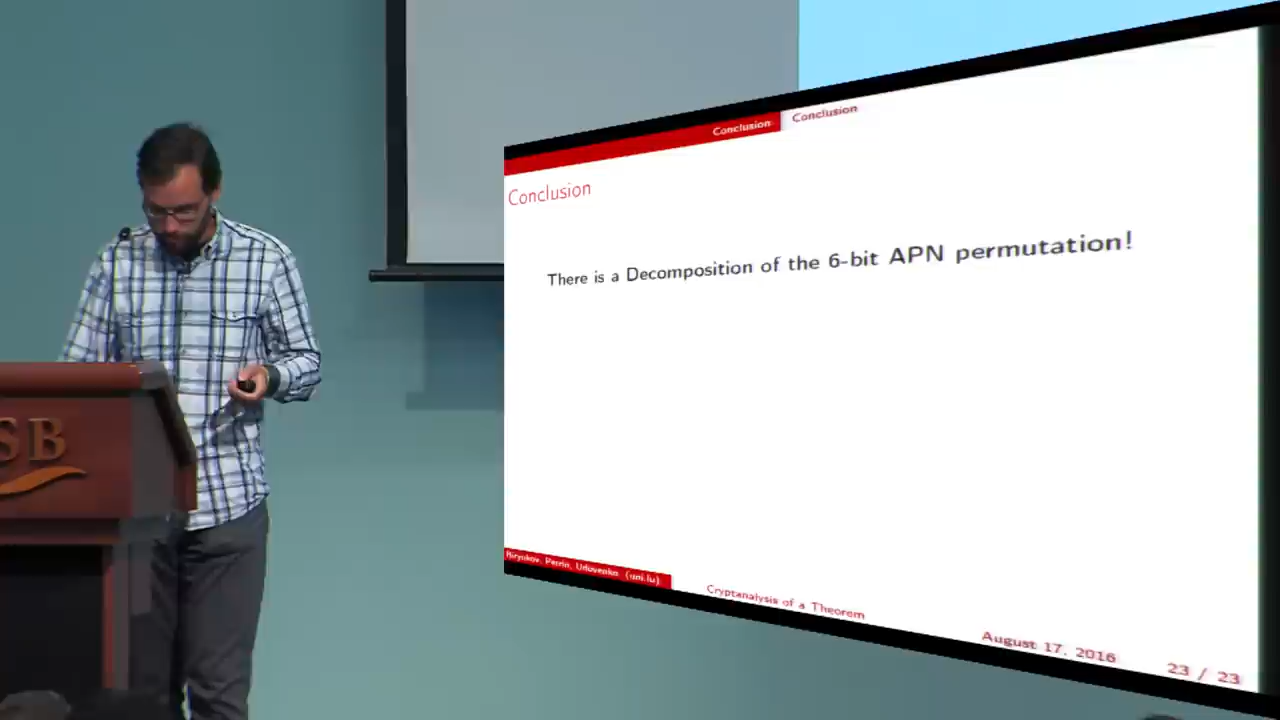 Conclusion
Conclusion
Conclusion
There is a Decomposition of the 6-bit APN permutation!
SB
Biryukov, Perrin, Udovenko (uni.lu)
Cryptanalysis of a Theorem
August 17, 2016
23 / 23